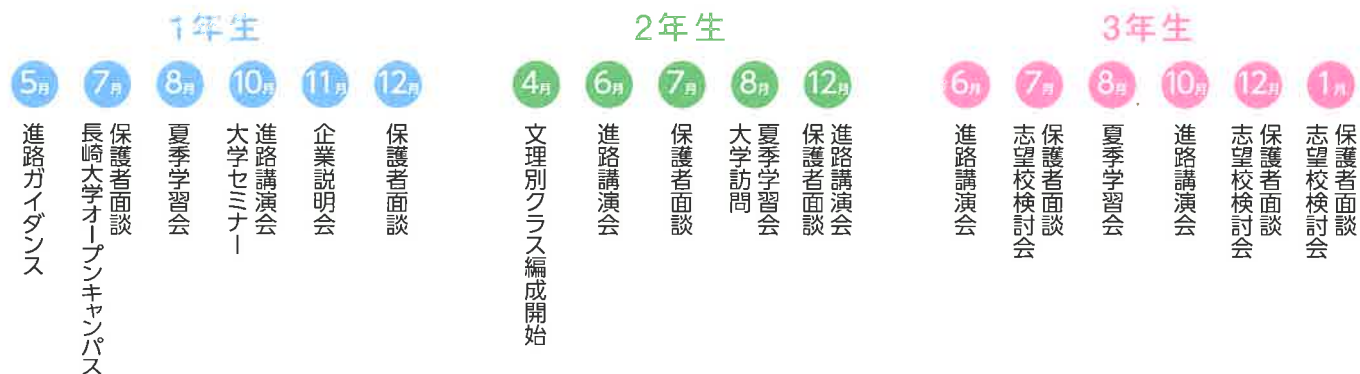 1年生
5月
進路ガイダンス
7月
保護者面談
長崎大学オープンキャンパス
8月
夏季学習会
10月
進路講演会
大学セミナー
11月
企業説明会
12月
保護者面談
2年生
4月
文理別クラス編成開始
6月
進路講演会
7月
保護者面談
8月
夏季学習会
大学訪問
12月
進路講演会
保護者面談
3年生
6月
進路講演会
7月
保護者面談
志望校検討会
8月
夏季学習会
10月
進路講演会
12月
保護者面談
志望校検討会
1月
保護者面談
志望校検討会